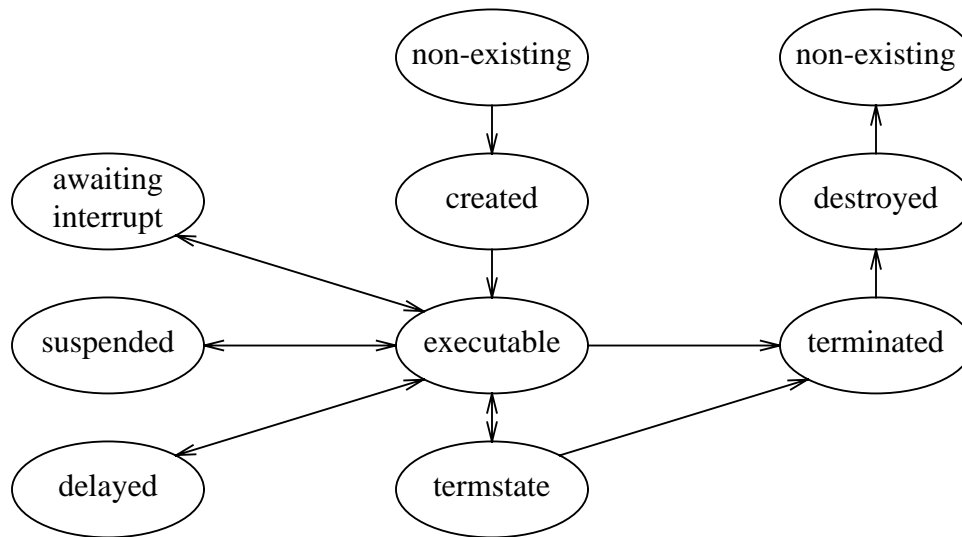 non-existing
non-existing
awaiting
interrupt
created
destroyed
suspended
executable
terminated
delayed
termstate